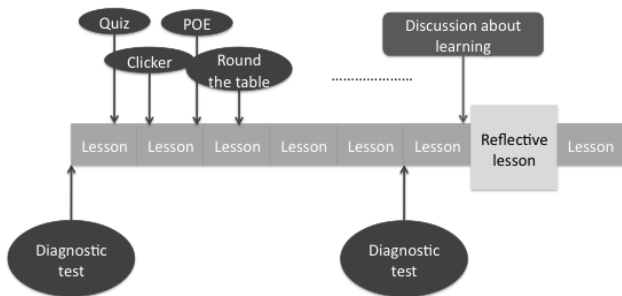 Quiz
POE
Discussion about
learning
Clicker
Round
the table
.....................
Lesson Lesson Lesson Lesson Lesson Lesson Reflective
lesson Lesson
Diagnostic
test
Diagnostic
test